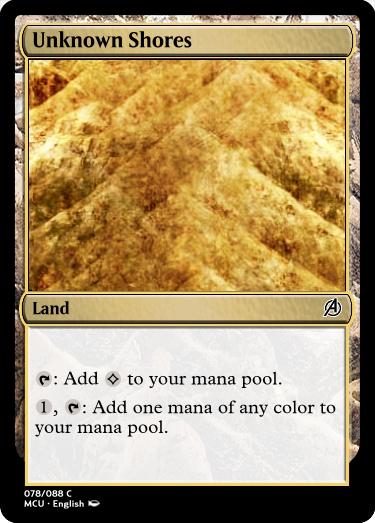 Unknown Shores
Land
: Add to your mana pool.
1, : Add one mana of any color to
your mana pool.
078/088 C
MCU · English